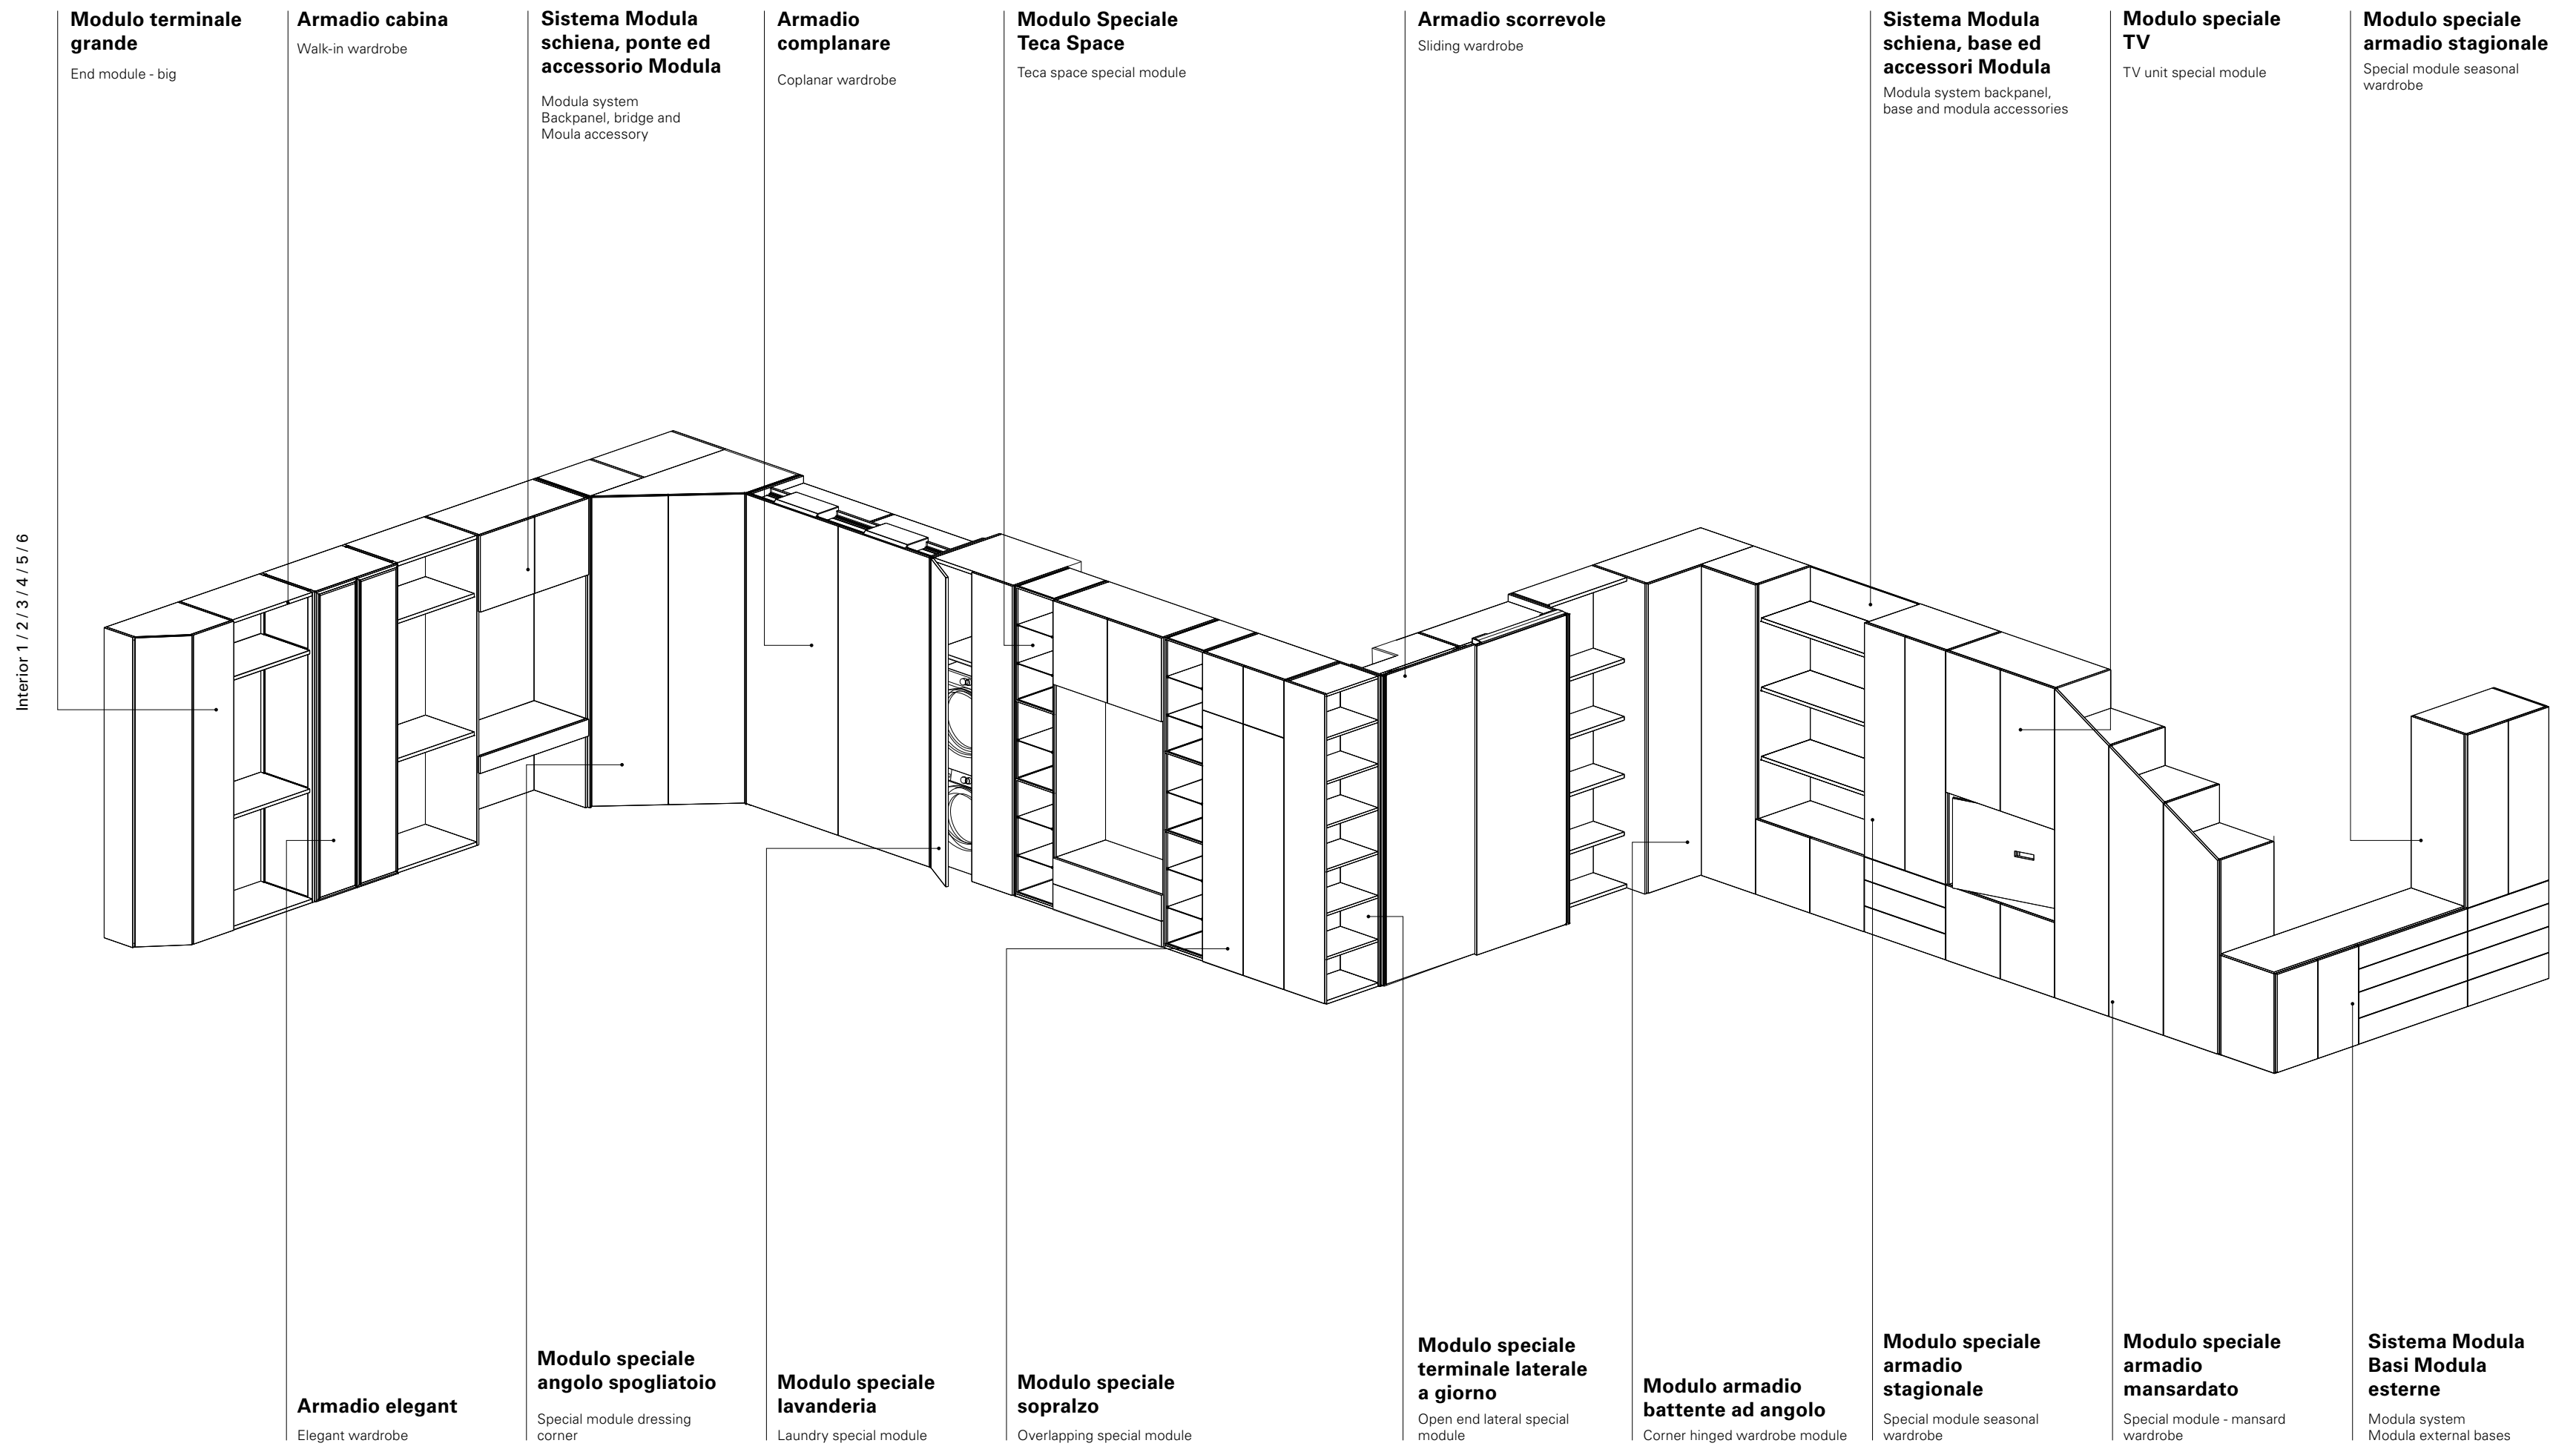 Modulo terminale
grande
End module - big
Armadio cabina
Walk-in wardrobe
Sistema Modula
schiena, ponte ed
accessorio Modula
Modula system
Backpanel, bridge and
Moula accessory
Armadio
complanare
Coplanar wardrobe
Modulo Speciale
Teca Space
Teca space special module
Armadio scorrevole
Sliding wardrobe
Sistema Modula
schiena, base ed
accessori Modula
Modula system backpanel,
base and modula accessories
Modulo speciale
TV
TV unit special module
Modulo speciale
armadio stagionale
Special module seasonal
wardrobe
Interior 1 / 2 / 3 / 4 / 5 / 6
Armadio elegant
Elegant wardrobe
Modulo speciale
angolo spogliatoio
Special module dressing
corner
Modulo speciale
lavanderia
Laundry special module
Modulo speciale
sopralzo
Overlapping special module
Modulo speciale
terminale laterale
a giorno
Open end lateral special
module
Modulo armadio
battente ad angolo
Corner hinged wardrobe module
Modulo speciale
armadio
stagionale
Special module seasonal
wardrobe
Modulo speciale
armadio
mansardato
Special module - mansard
wardrobe
Sistema Modula
Basi Modula
esterne
Modula system
Modula external bases